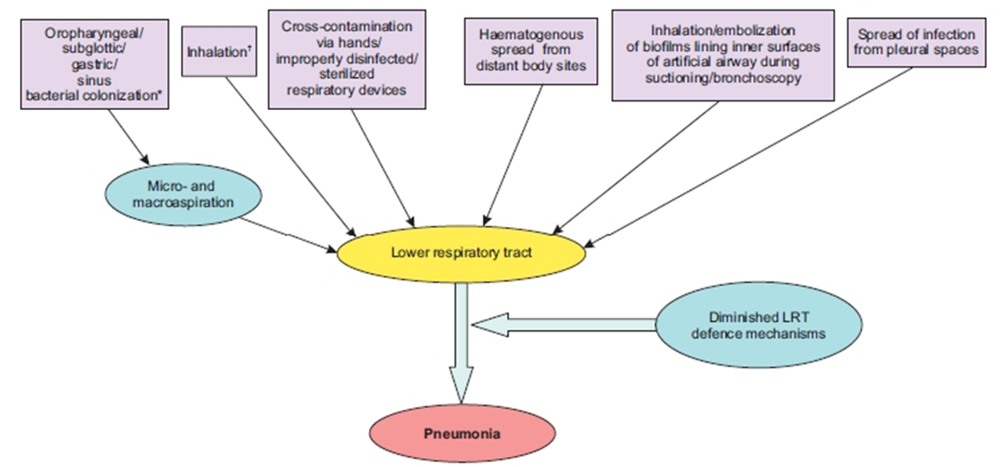 Oropharyngeal/
subglottic/
gastric/
sinus
bacterial colonization*
Inhalation†
Cross-contamination
via hands/
improperly disinfected/
sterilized
respiratory devices
Haematogenous
spread from
distant body sites
Inhalation/embolization
of biofilms lining inner surfaces
of artificial airway during
suctioning/bronchoscopy
Spread of infection
from pleural spaces
Micro- and
macroaspiration
Lower respiratory tract
Diminished LRT
defence mechanisms
Pneumonia